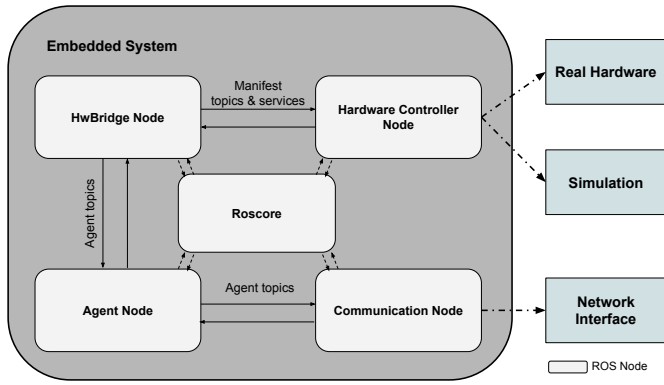 Embedded System
HwBridge Node
Manifest
topics & services
Hardware Controller
Node
Real Hardware
Simulation
Agent topics
Roscore
Agent Node
Agent topics
Communication Node
Network
Interface
ROS Node